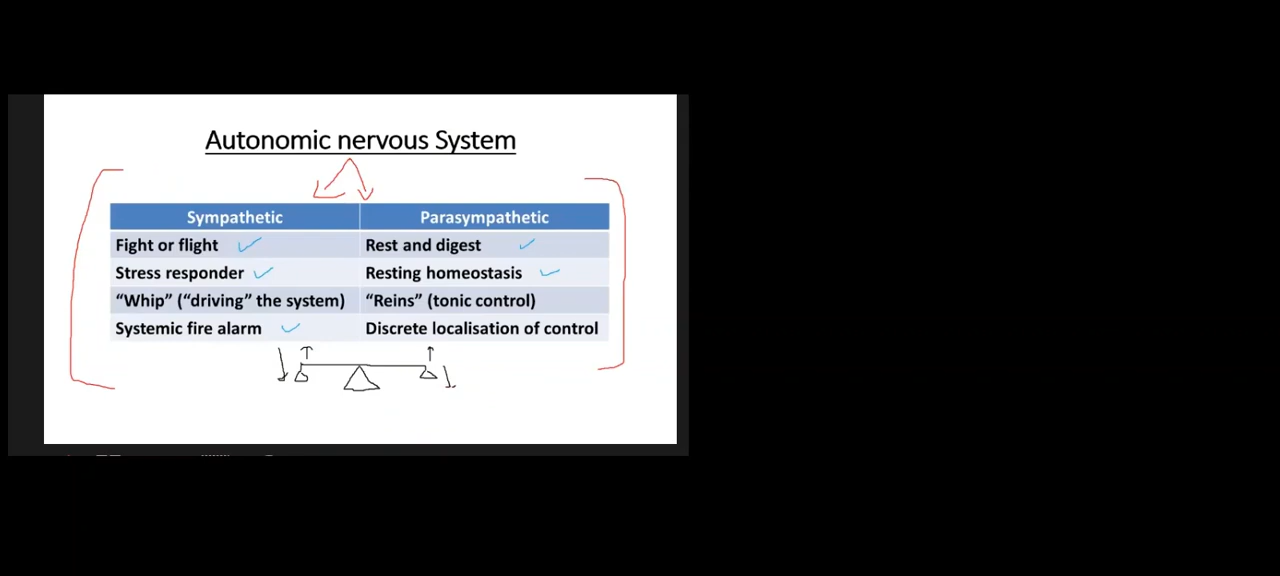 Autonomic nervous System
Sympathetic Parasympathetic
Fight or flight Rest and digest
Stress responder Resting homeostasis
“Whip” (“driving” the system) “Reins” (tonic control)
Systemic fire alarm Discrete localisation of control